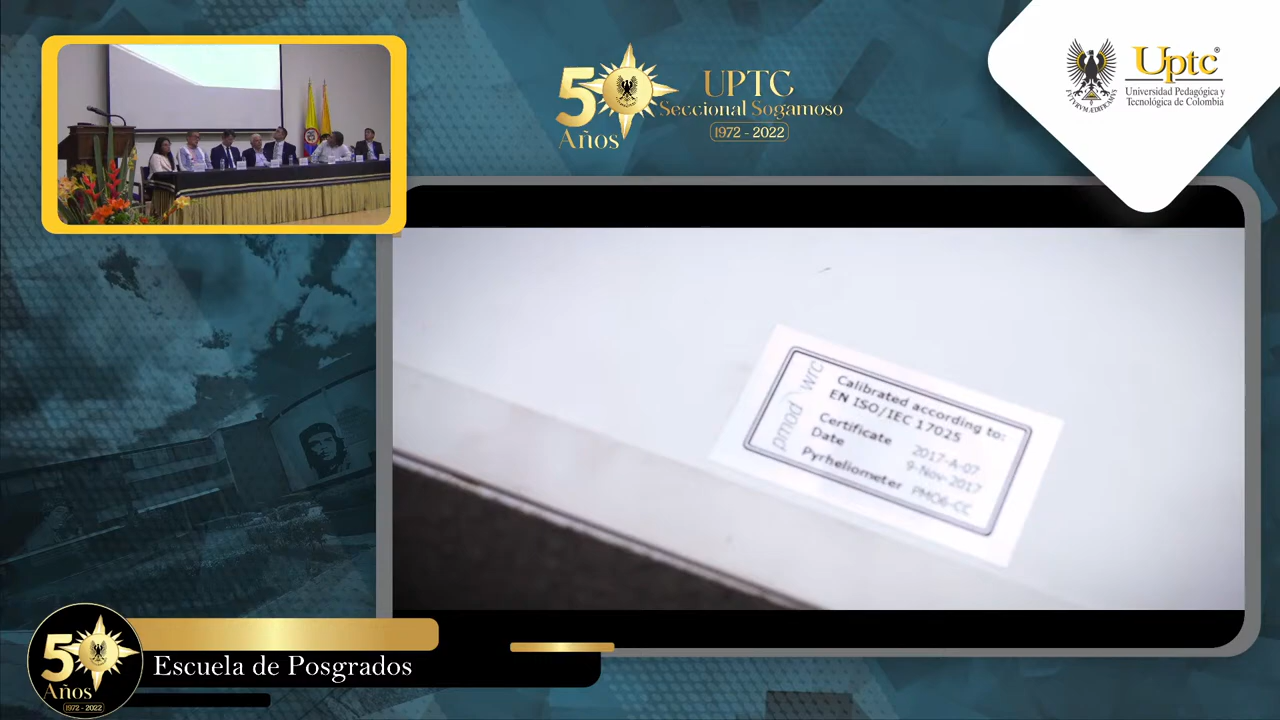 50
Años
UPTC
Seccional Sogamoso
1972 - 2022
Uptc®
Universidad Pedagógica y
Tecnológica de Colombia
pmod wrc
Calibrated according to:
EN ISO/IEC 17025
Certificate 2017-A-07
Date 9-Nov-2017
Pyrheliometer PMO6-CC
50
Años
1972 - 2022
Escuela de Posgrados